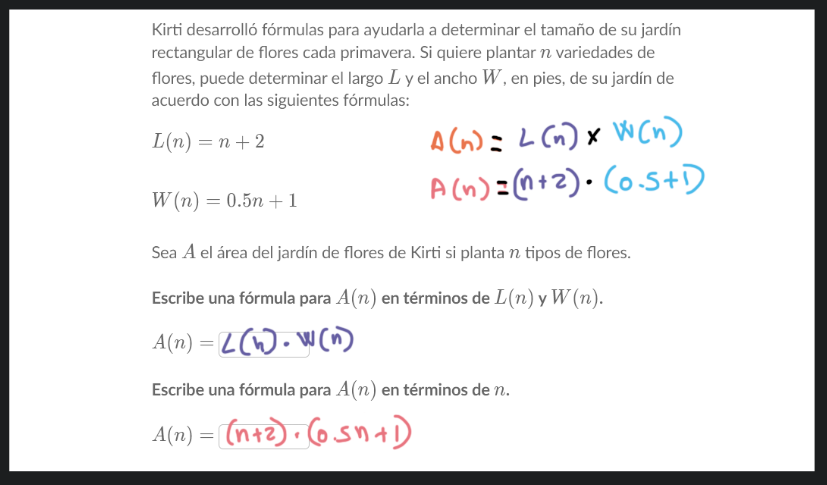 Kirti desarrolló fórmulas para ayudarla a determinar el tamaño de su jardín
rectangular de flores cada primavera. Si quiere plantar n variedades de
flores, puede determinar el largo L y el ancho W, en pies, de su jardín de
acuerdo con las siguientes fórmulas:
L(n) = n + 2
A(n) = L(n) x W(n)
A(n) = (n+2) · (0.5+1)
W(n) = 0.5n + 1
Sea A el área del jardín de flores de Kirti si planta n tipos de flores.
Escribe una fórmula para A(n) en términos de L(n) y W(n).
A(n) = L(n) · W(n)
Escribe una fórmula para A(n) en términos de n.
A(n) = (n+2) · (0.5n+1)